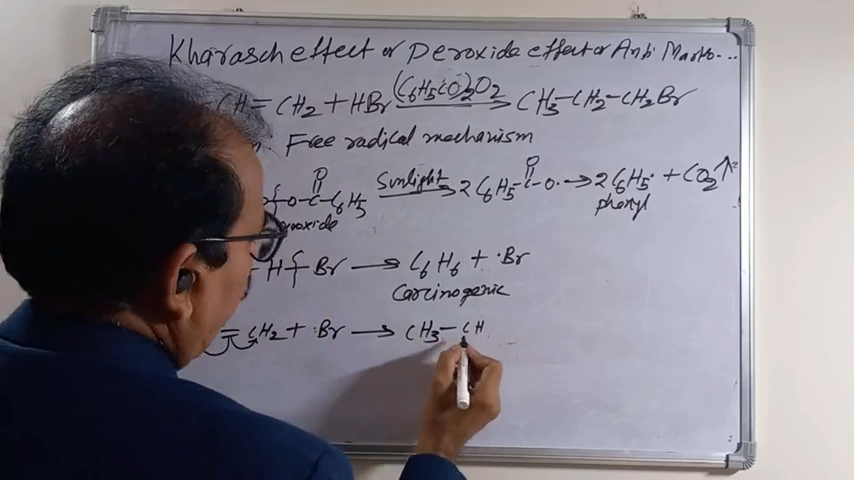 Kharasch effect or Peroxide effect or Anti Marko...
CH=CH2 + HBr (C6H5CO)2O2 → CH3-CH2-CH2Br
Free radical mechanism
O-C-C6H5 Sunlight → 2 C6H5-C-O· → 2 C6H5· + CO2↑
O O
phenyl
H-Br → C6H6 + ·Br
Carcinogenic
=CH2 + ·Br → CH3-CH